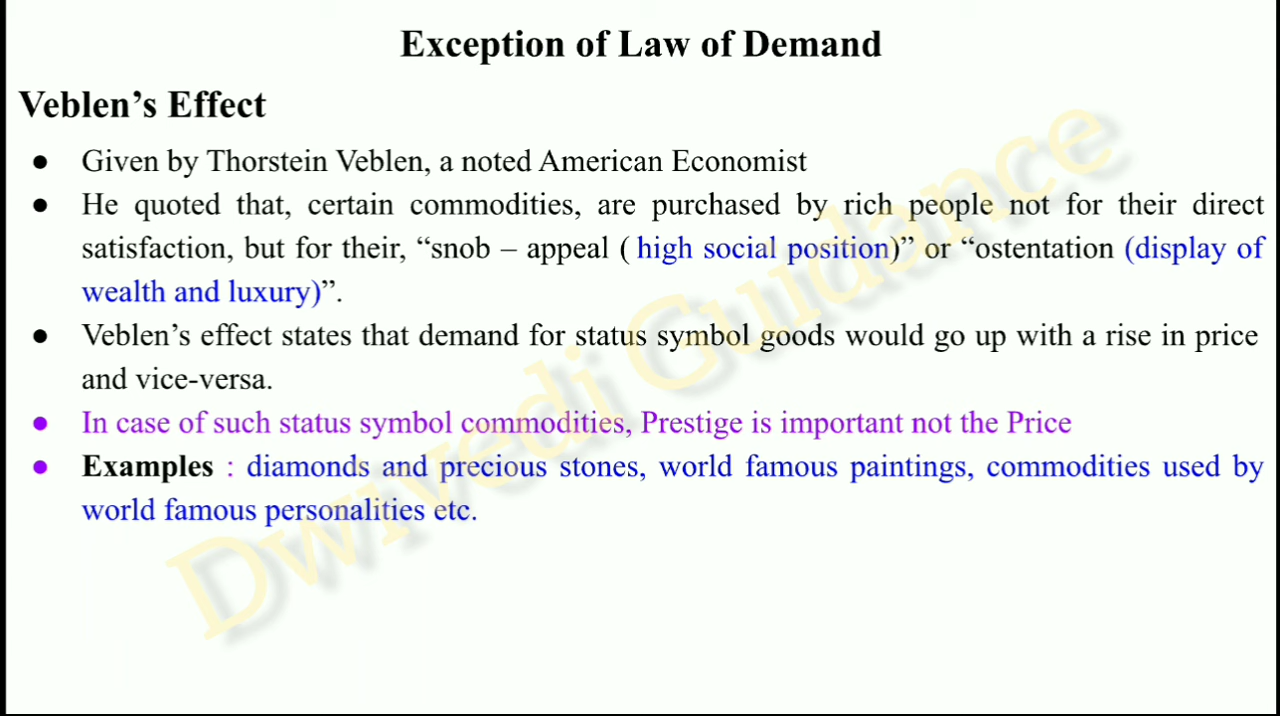 Exception of Law of Demand
Veblen’s Effect
● Given by Thorstein Veblen, a noted American Economist
● He quoted that, certain commodities, are purchased by rich people not for their direct
satisfaction, but for their, “snob – appeal ( high social position)” or “ostentation (display of
wealth and luxury)”.
● Veblen’s effect states that demand for status symbol goods would go up with a rise in price
and vice-versa.
● In case of such status symbol commodities, Prestige is important not the Price
● Examples : diamonds and precious stones, world famous paintings, commodities used by
world famous personalities etc.
Dwivedi Guidance